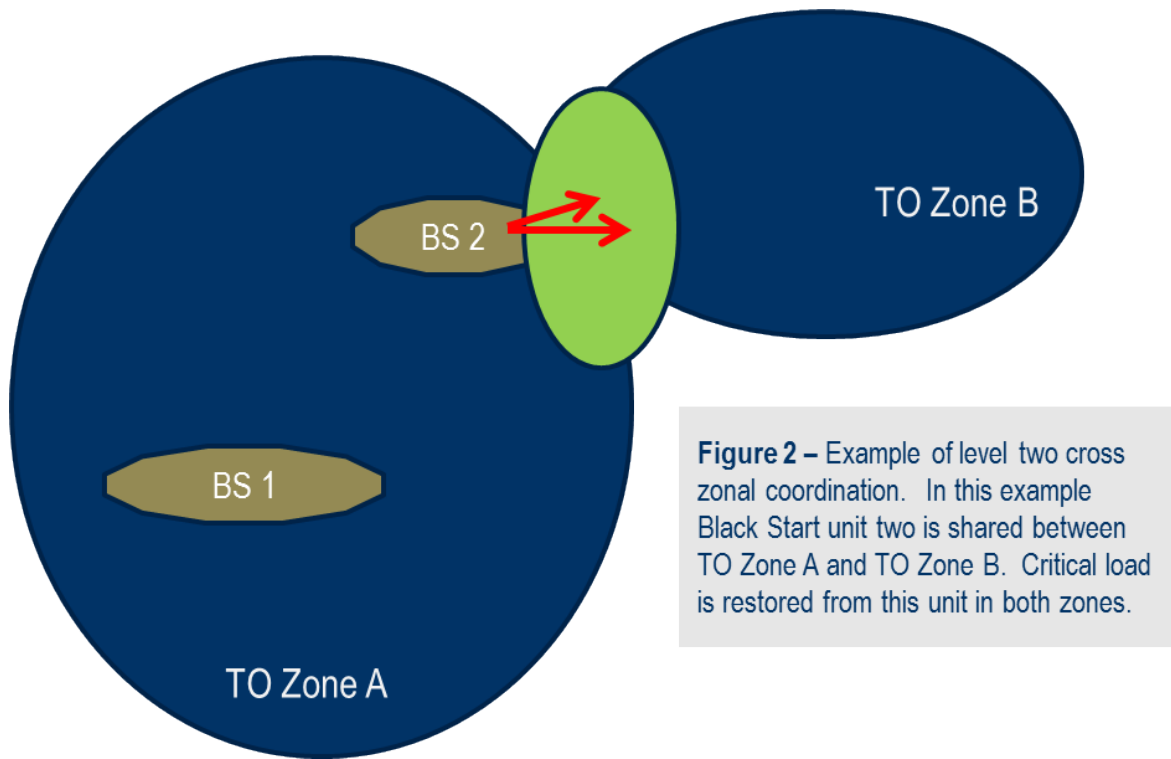 TO Zone B
BS 2
BS 1
TO Zone A
Figure 2 – Example of level two cross
zonal coordination. In this example
Black Start unit two is shared between
TO Zone A and TO Zone B. Critical load
is restored from this unit in both zones.